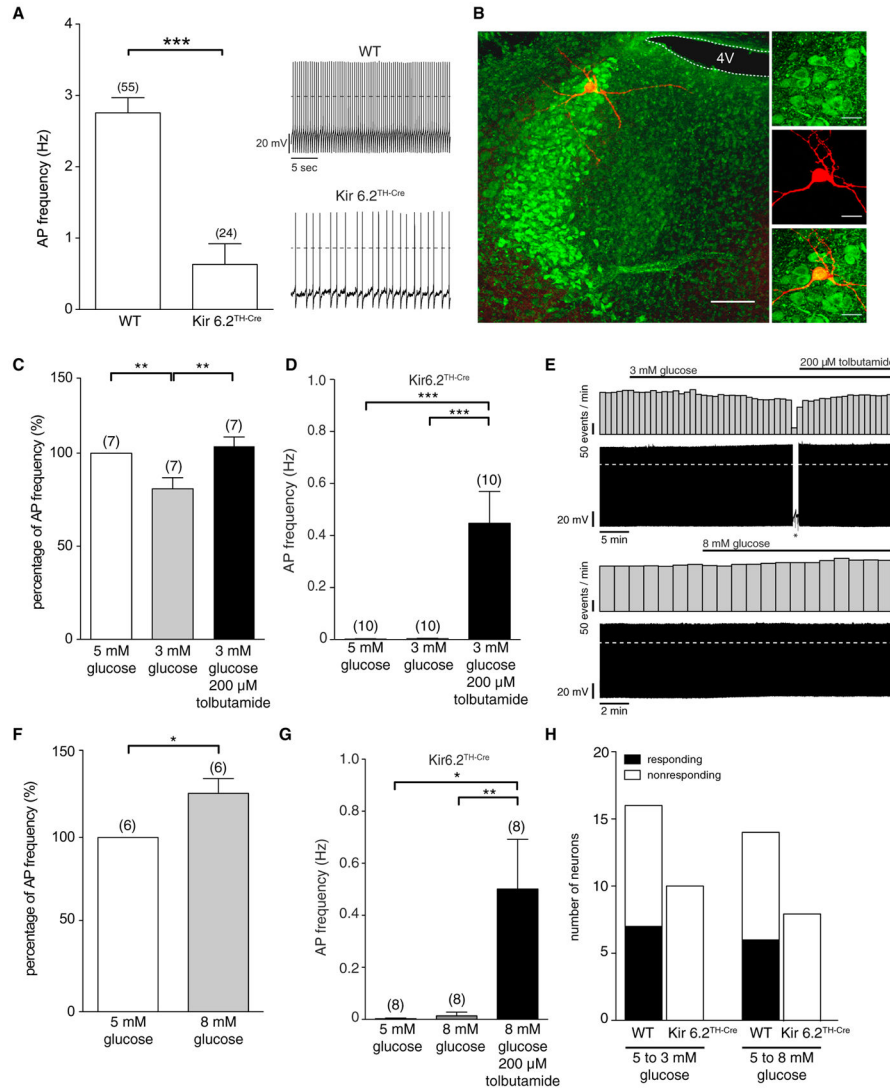 A
***
(55)
(24)
4
3
2
1
0
AP frequency (Hz)
WT
Kir 6.2TH-Cre
WT
20 mV
5 sec
Kir 6.2TH-Cre
B
4V
C
**
**
150
100
50
0
percentage of AP frequency (%)
(7)
(7)
(7)
5 mM
glucose
3 mM
glucose
3 mM
glucose
200 µM
tolbutamide
D
Kir6.2TH-Cre
***
***
1.0
0.8
0.6
0.4
0.2
0
AP frequency (Hz)
(10)
(10)
(10)
5 mM
glucose
3 mM
glucose
3 mM
glucose
200 µM
tolbutamide
E
200 µM tolbutamide
3 mM glucose
50 events / min
20 mV
*
5 min
8 mM glucose
50 events / min
20 mV
2 min
F
*
150
100
50
0
percentage of AP frequency (%)
(6)
(6)
5 mM
glucose
8 mM
glucose
G
Kir6.2TH-Cre
*
**
1.0
0.8
0.6
0.4
0.2
0
AP frequency (Hz)
(8)
(8)
(8)
5 mM
glucose
8 mM
glucose
8 mM
glucose
200 µM
tolbutamide
H
responding
nonresponding
20
15
10
5
0
number of neurons
WT Kir 6.2TH-Cre
WT Kir 6.2TH-Cre
5 to 3 mM
glucose
5 to 8 mM
glucose